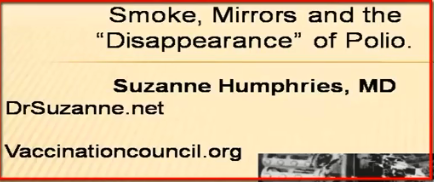 Smoke, Mirrors and the
“Disappearance” of Polio.
Suzanne Humphries, MD
DrSuzanne.net
Vaccinationcouncil.org